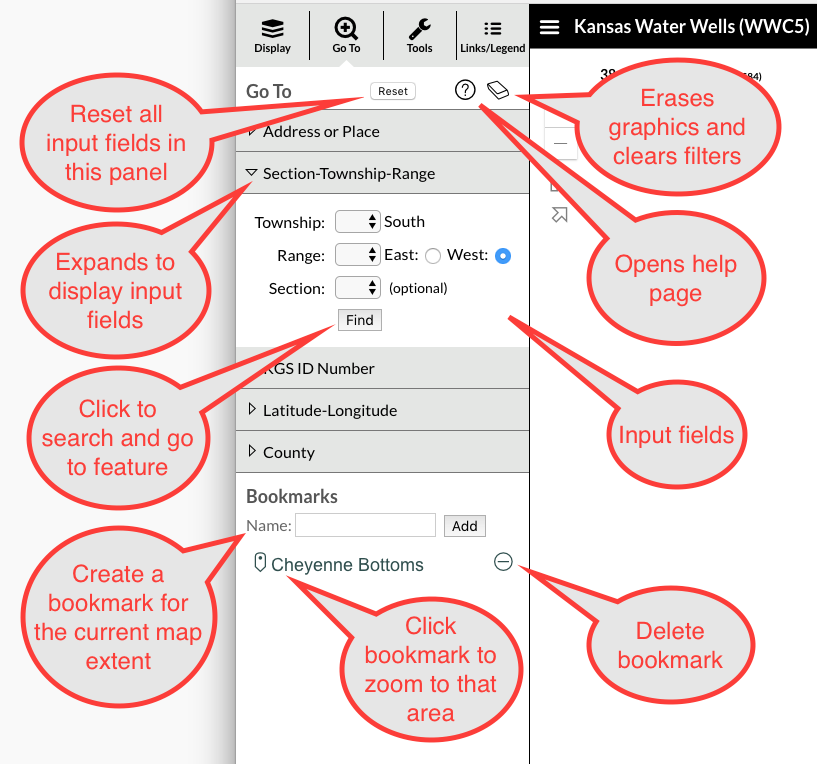 Display
Go To
Tools
Links/Legend
Kansas Water Wells (WWC5)
Go To
Reset
?
Reset all
input fields in
this panel
Erases
graphics and
clears filters
Address or Place
Section-Township-Range
Township:
South
Range:
East:
West:
Section:
(optional)
Find
Expands to
display input
fields
Opens help
page
KGS ID Number
Latitude-Longitude
County
Click to
search and go
to feature
Input fields
Bookmarks
Name:
Add
Cheyenne Bottoms
Create a
bookmark for
the current map
extent
Click
bookmark to
zoom to that
area
Delete
bookmark